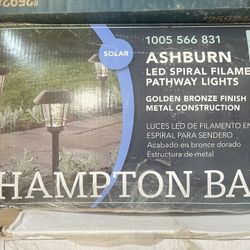 SOLAR
1005 566 831
ASHBURN
LED SPIRAL FILAME
PATHWAY LIGHTS
GOLDEN BRONZE FINISH
METAL CONSTRUCTION
LUCES LED DE FILAMENTO EN
ESPIRAL PARA SENDERO
Acabado en bronce dorado
Estructura de metal
HAMPTON BA